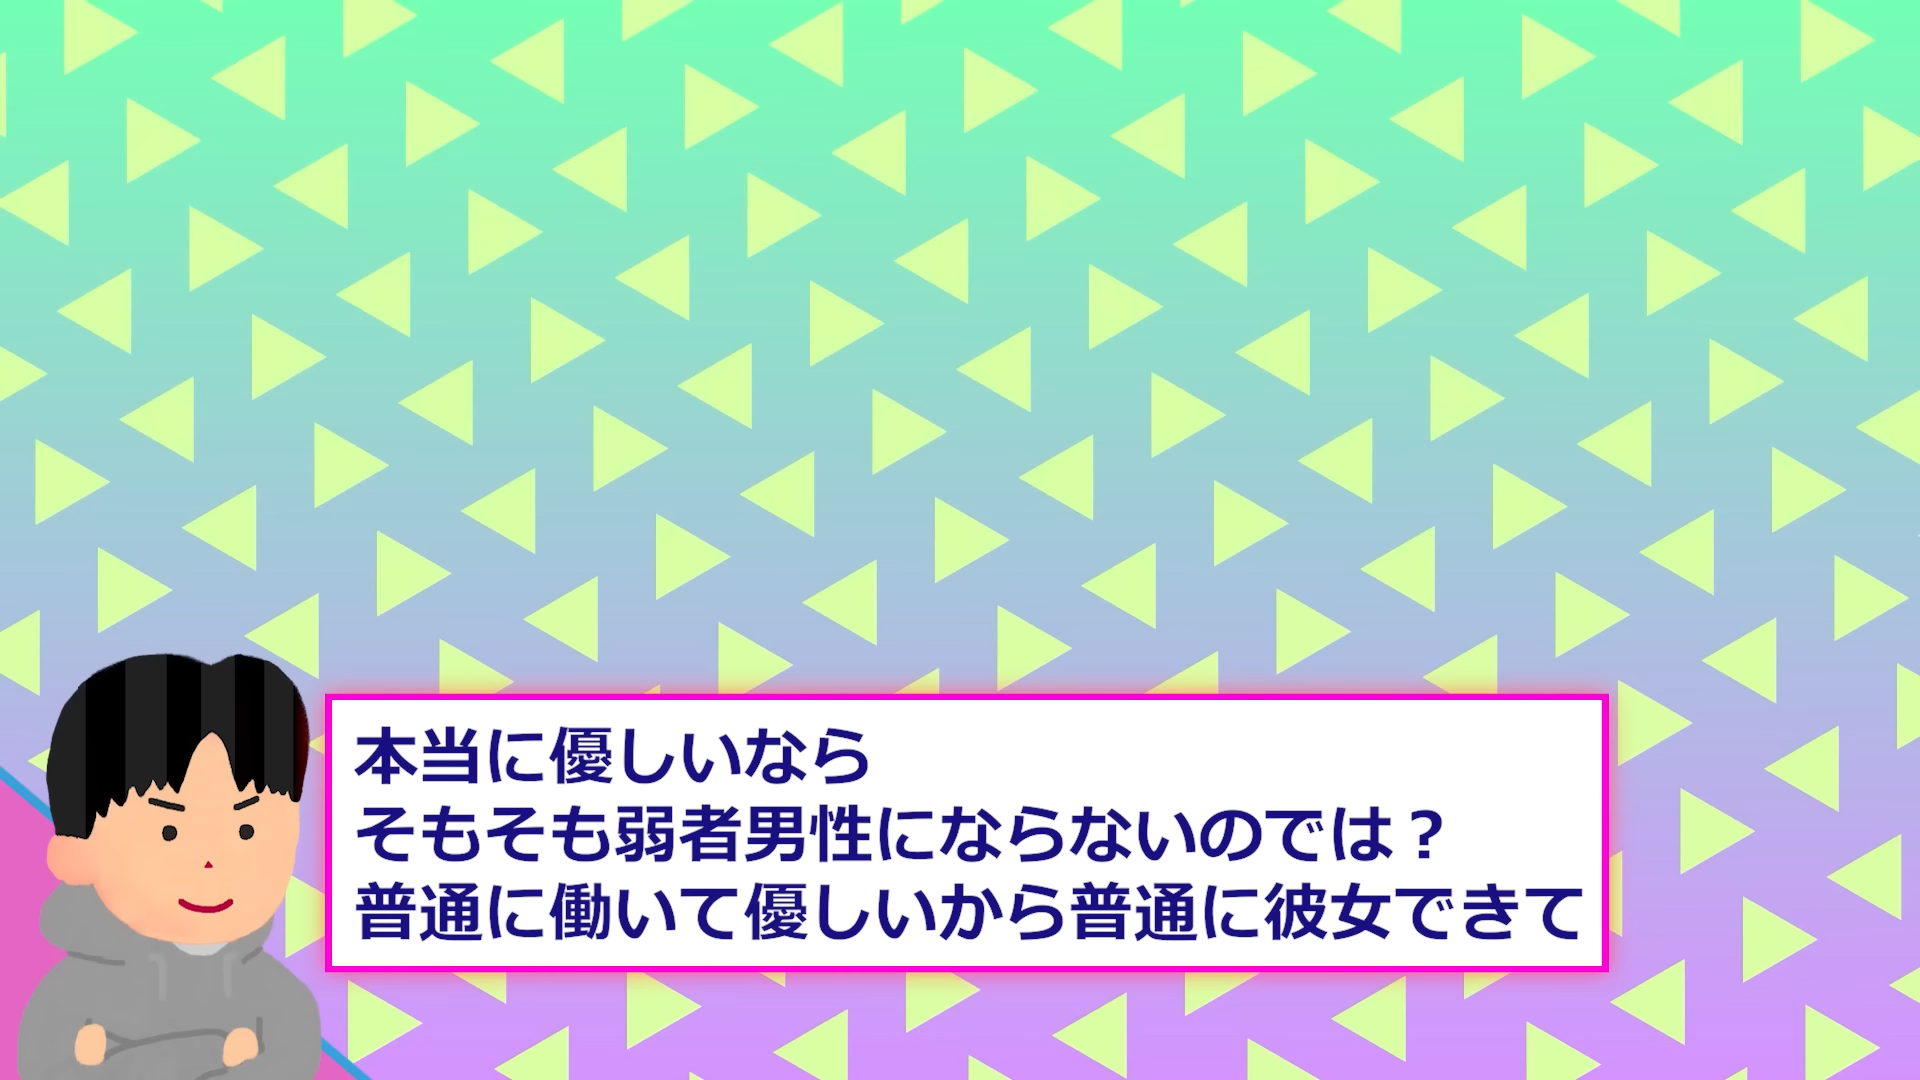 本当に優しいなら
そもそも弱者男性にならないのでは？
普通に働いて優しいから普通に彼女できて